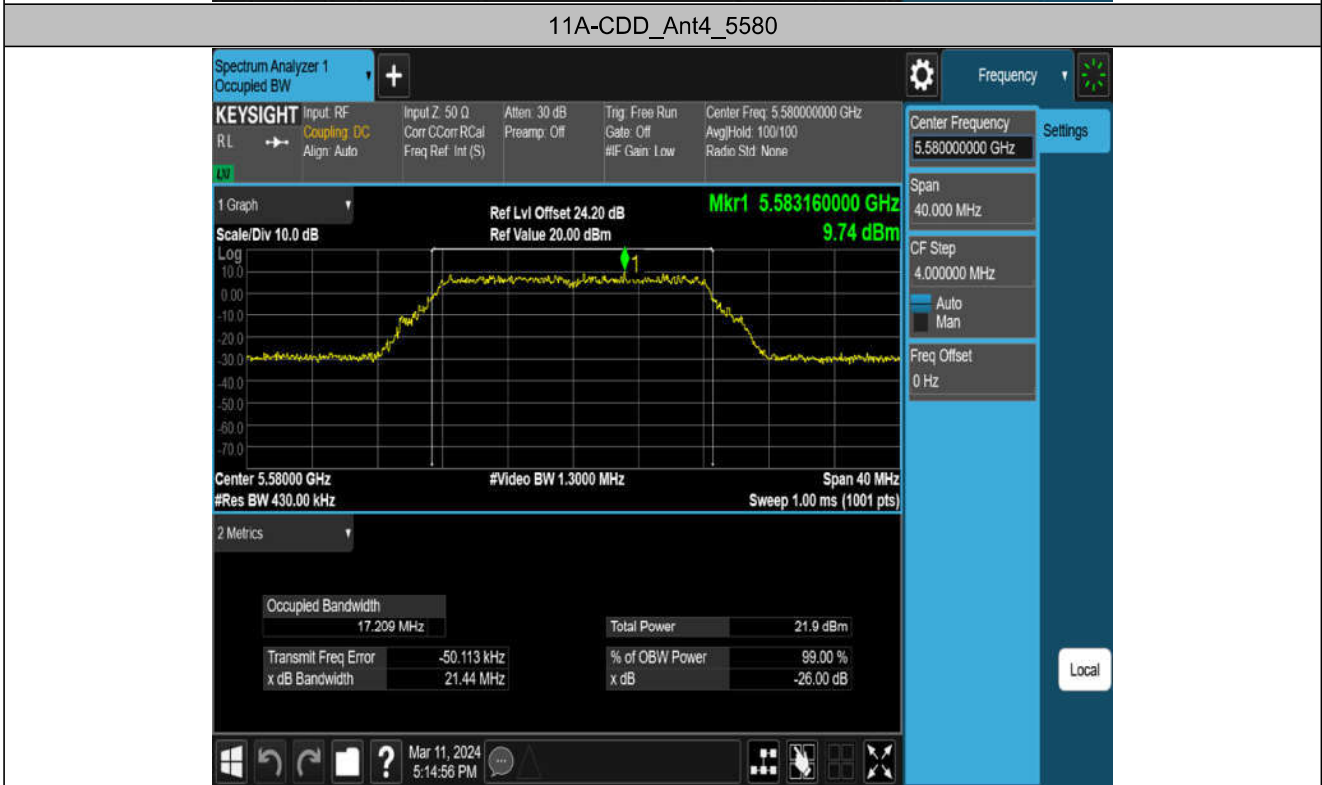 11A-CDD_Ant4_5580
Spectrum Analyzer 1
Occupied BW
Frequency
KEYSIGHT
RL
LXI
Input: RF
Coupling: DC
Align: Auto
Input Z: 50 Ω
Corr CCorr RCal
Freq Ref: Int (S)
Atten: 30 dB
Preamp: Off
Trig: Free Run
Gate: Off
#IF Gain: Low
Center Freq: 5.580000000 GHz
Avg|Hold: 100/100
Radio Std: None
Center Frequency
5.580000000 GHz
Settings
Span
40.000 MHz
CF Step
4.000000 MHz
Auto
Man
Freq Offset
0 Hz
1 Graph
Scale/Div 10.0 dB
Ref Lvl Offset 24.20 dB
Ref Value 20.00 dBm
Mkr1 5.583160000 GHz
9.74 dBm
Log
10.0
0.00
-10.0
-20.0
-30.0
-40.0
-50.0
-60.0
-70.0
1
Center 5.58000 GHz
#Res BW 430.00 kHz
#Video BW 1.3000 MHz
Span 40 MHz
Sweep 1.00 ms (1001 pts)
2 Metrics
Occupied Bandwidth
17.209 MHz
Total Power 21.9 dBm
Transmit Freq Error -50.113 kHz
% of OBW Power 99.00 %
x dB Bandwidth 21.44 MHz
x dB -26.00 dB
Local
?
Mar 11, 2024
5:14:56 PM